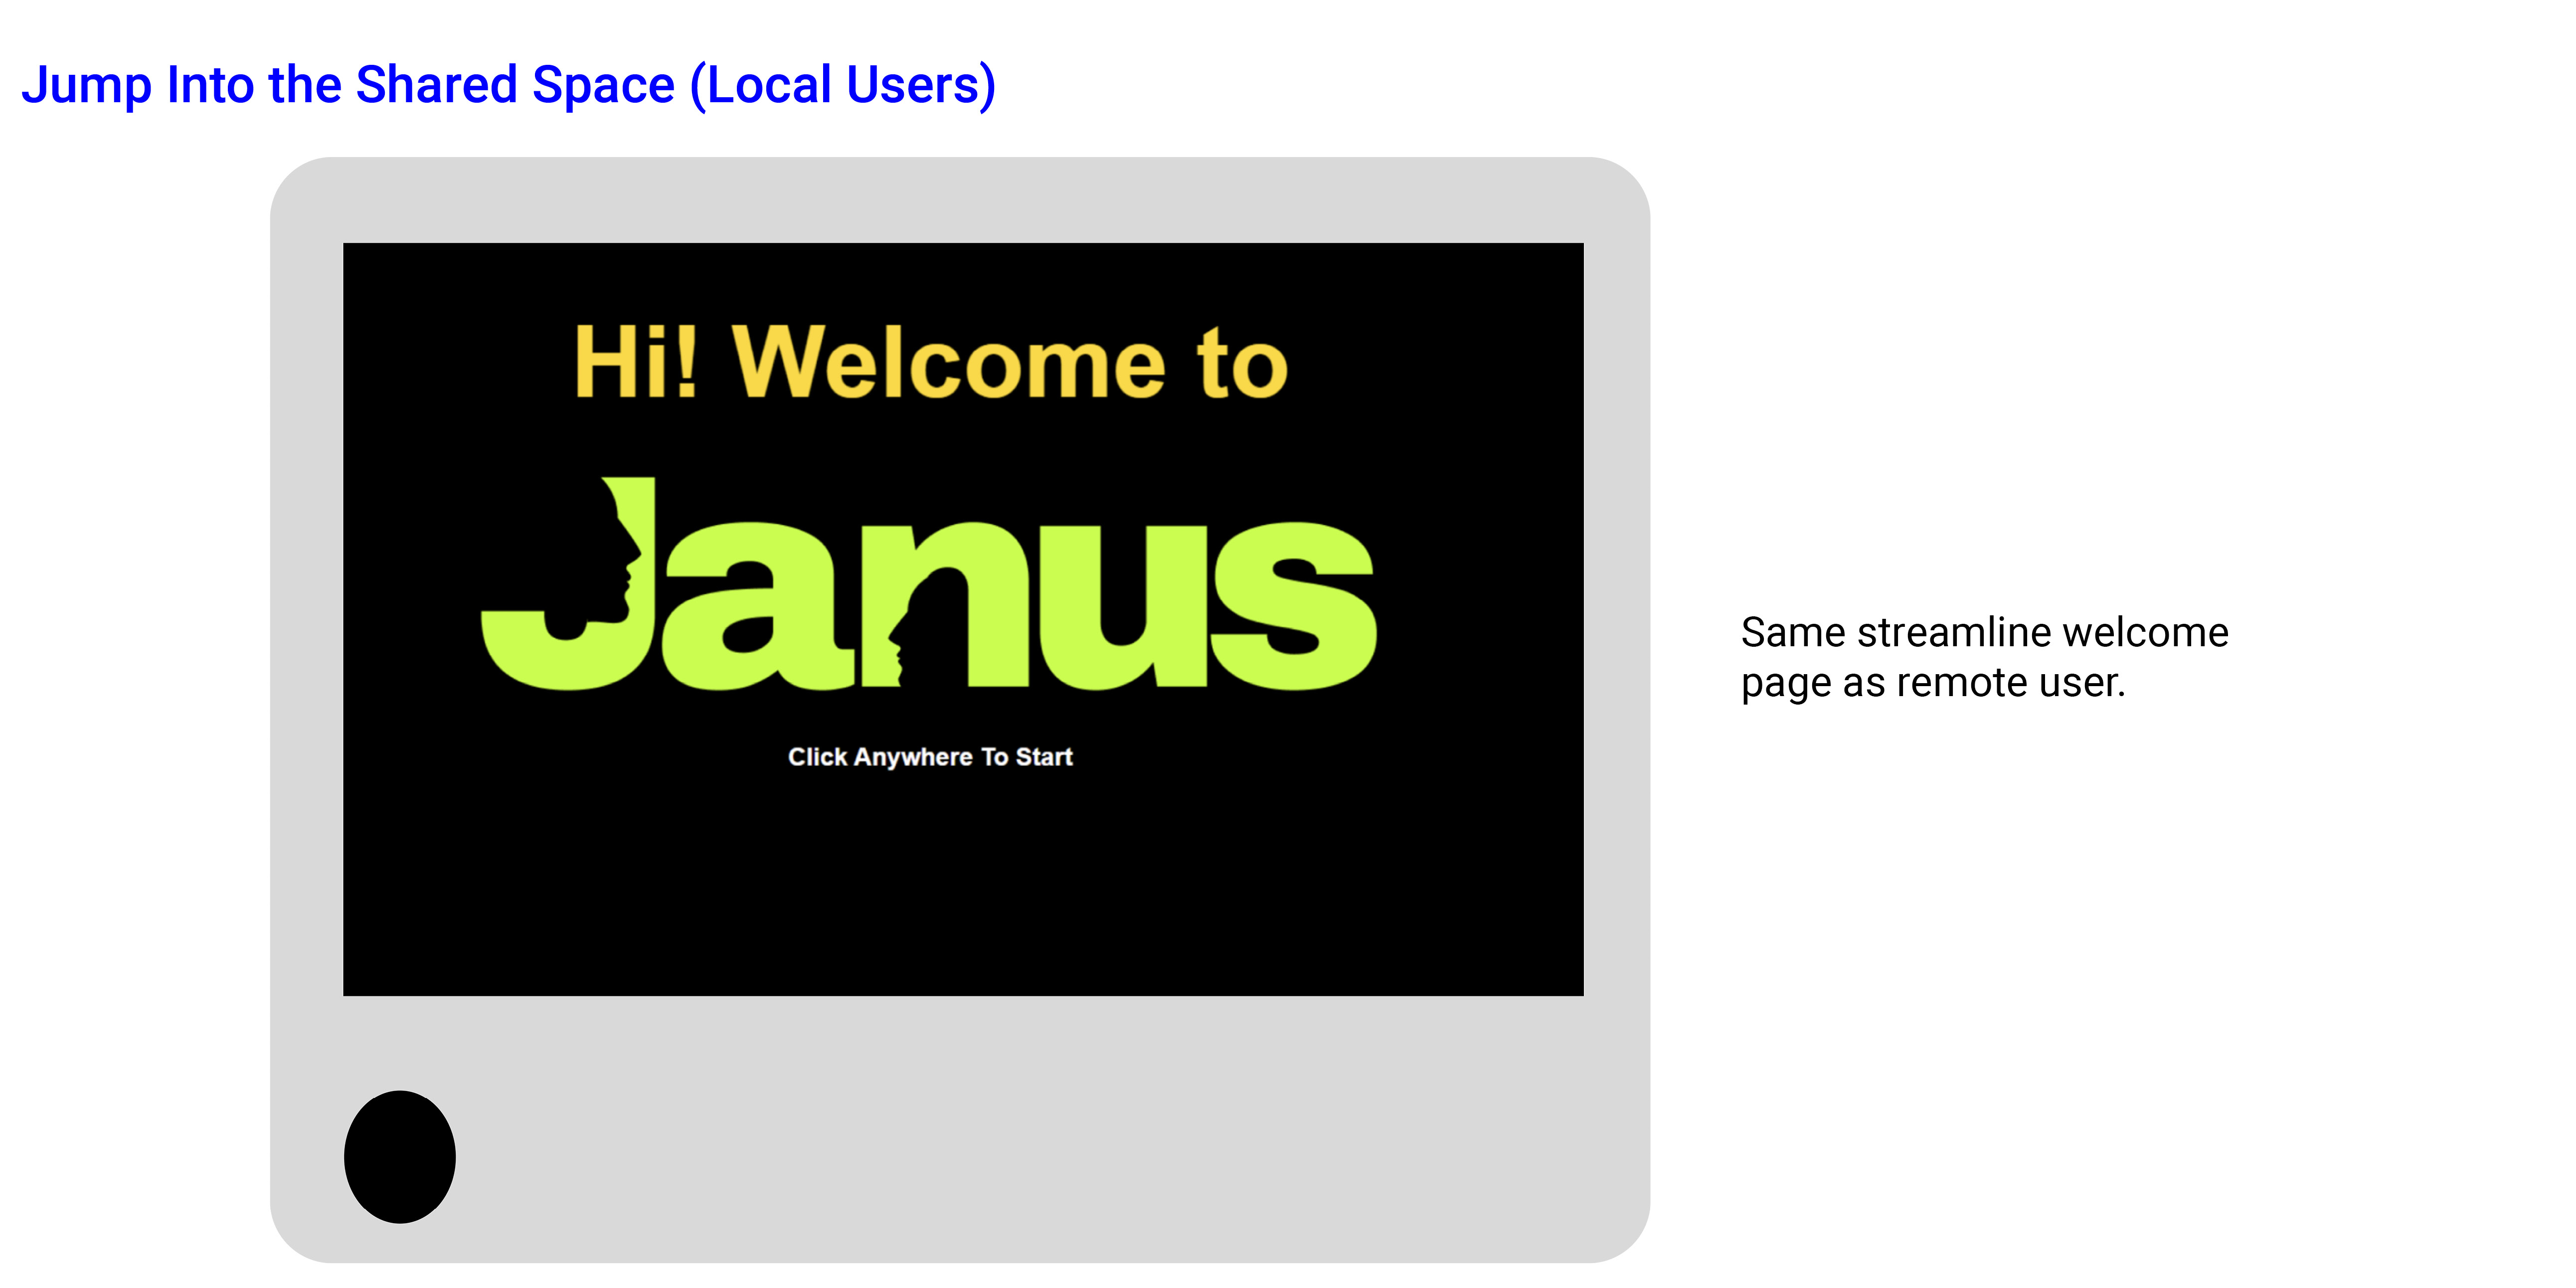 Jump Into the Shared Space (Local Users)
Hi! Welcome to
Janus
Click Anywhere To Start
Same streamline welcome
page as remote user.